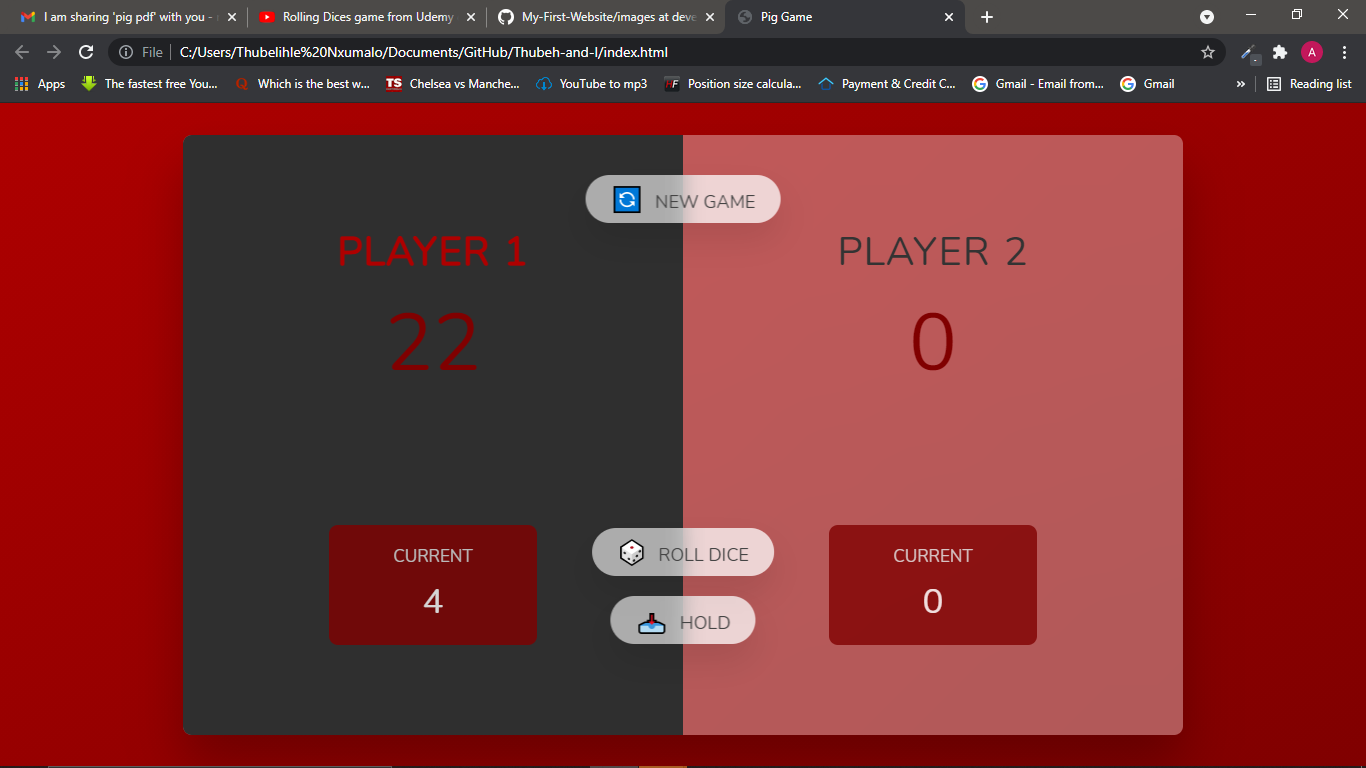 I am sharing 'pig pdf' with you -
Rolling Dices game from Udemy
My-First-Website/images at deve
Pig Game
File C:/Users/Thubelihle%20Nxumalo/Documents/GitHub/Thubeh-and-I/index.html
A
Apps The fastest free You... Which is the best w... TS Chelsea vs Manche... YouTube to mp3 HF Position size calcula... Payment & Credit C... Gmail - Email from... Gmail » Reading list
NEW GAME
PLAYER 1
22
CURRENT
4
PLAYER 2
0
CURRENT
0
ROLL DICE
HOLD